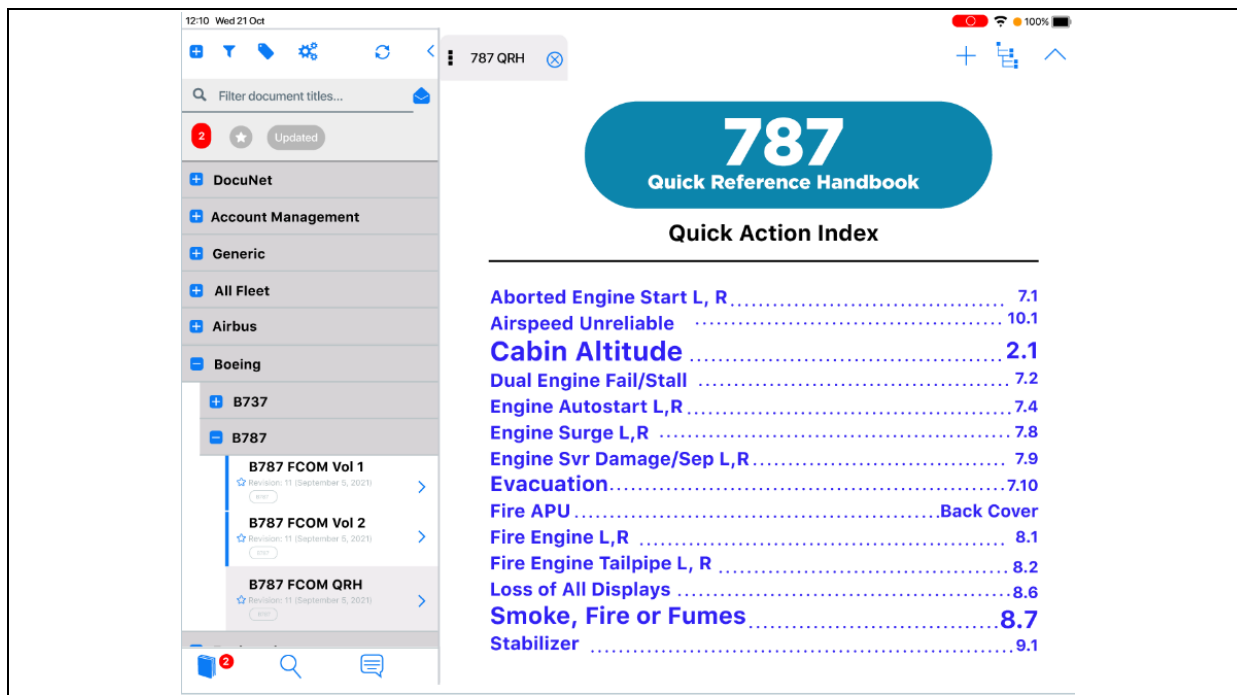 12:10 Wed 21 Oct
100%
Filter document titles...
2
Updated
DocuNet
Account Management
Generic
All Fleet
Airbus
Boeing
B737
B787
B787 FCOM Vol 1
Revision: 11 (September 5, 2021)
B787
B787 FCOM Vol 2
Revision: 11 (September 5, 2021)
B787
B787 FCOM QRH
Revision: 11 (September 5, 2021)
B787
2
787 QRH
787
Quick Reference Handbook
Quick Action Index
Aborted Engine Start L, R 7.1
Airspeed Unreliable 10.1
Cabin Altitude 2.1
Dual Engine Fail/Stall 7.2
Engine Autostart L,R 7.4
Engine Surge L,R 7.8
Engine Svr Damage/Sep L,R 7.9
Evacuation 7.10
Fire APU Back Cover
Fire Engine L,R 8.1
Fire Engine Tailpipe L, R 8.2
Loss of All Displays 8.6
Smoke, Fire or Fumes 8.7
Stabilizer 9.1